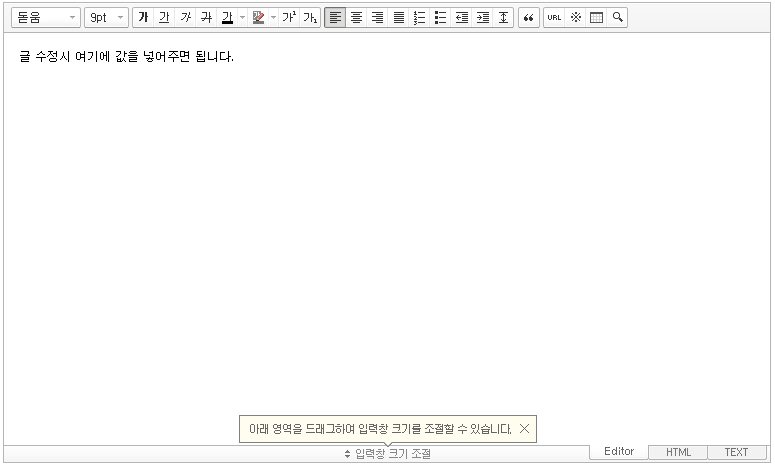 돋움 9pt 가 가 가 가 가 가 가¹ 가₁ URL
글 수정시 여기에 값을 넣어주면 됩니다.
아래 영역을 드래그하여 입력창 크기를 조절할 수 있습니다.
입력창 크기 조절 Editor HTML TEXT